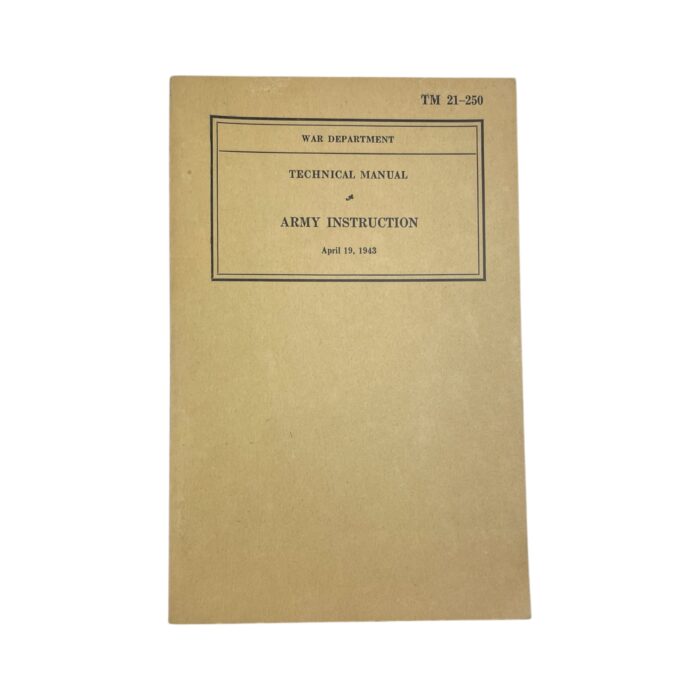 TM 21–250
WAR DEPARTMENT
TECHNICAL MANUAL
ARMY INSTRUCTION
April 19, 1943